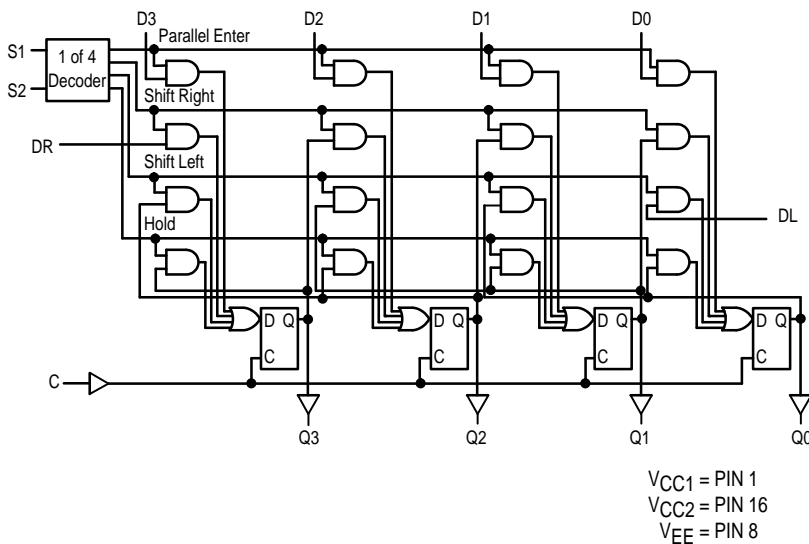 D3 D2 D1 D0
Parallel Enter
S1
1 of 4
Decoder
S2
Shift Right
DR
Shift Left
DL
Hold
D Q D Q D Q D Q
C C C C
C
Q3 Q2 Q1 Q0
VCC1 = PIN 1
VCC2 = PIN 16
VEE = PIN 8